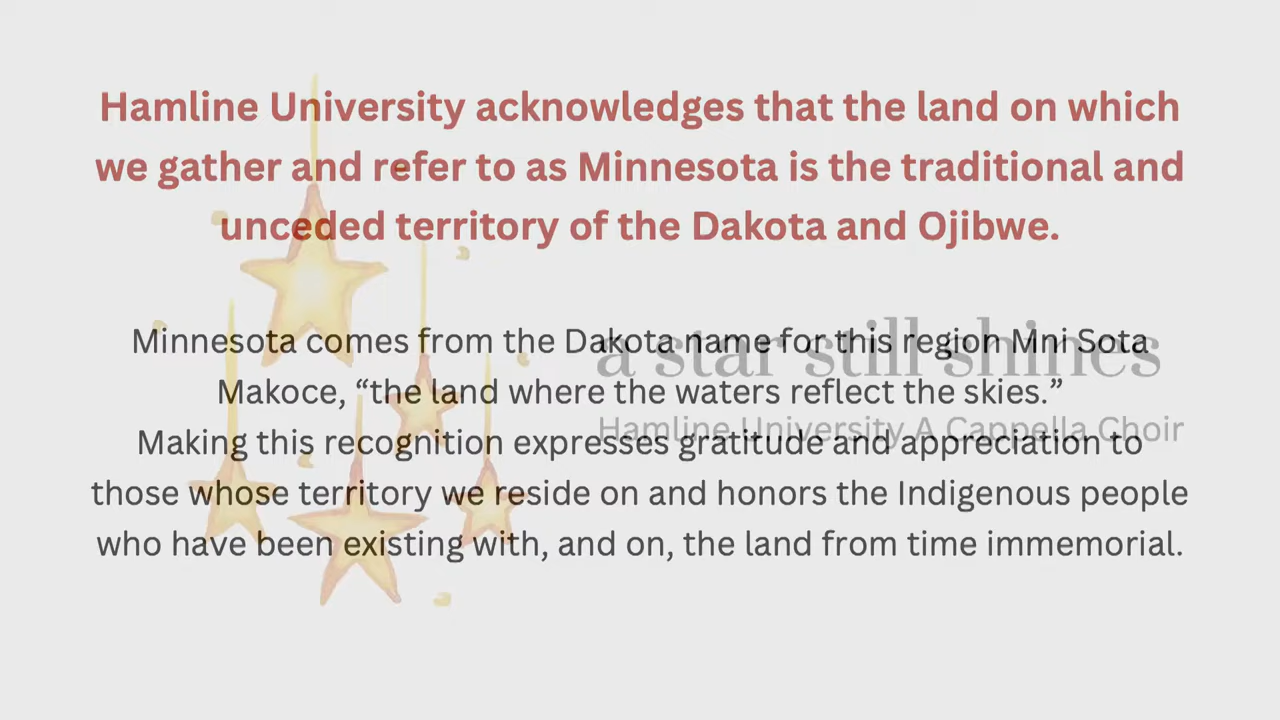 Hamline University acknowledges that the land on which
we gather and refer to as Minnesota is the traditional and
unceded territory of the Dakota and Ojibwe.
Minnesota comes from the Dakota name for this region Mni Sota
Makoce, “the land where the waters reflect the skies.”
Making this recognition expresses gratitude and appreciation to
those whose territory we reside on and honors the Indigenous people
who have been existing with, and on, the land from time immemorial.
a star still shines
Hamline University A Cappella Choir